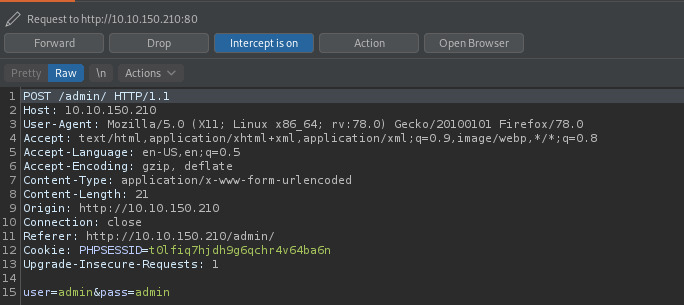 Request to http://10.10.150.210:80
Forward Drop Intercept is on Action Open Browser
Pretty Raw \n Actions
1 POST /admin/ HTTP/1.1
2 Host: 10.10.150.210
3 User-Agent: Mozilla/5.0 (X11; Linux x86_64; rv:78.0) Gecko/20100101 Firefox/78.0
4 Accept: text/html,application/xhtml+xml,application/xml;q=0.9,image/webp,*/*;q=0.8
5 Accept-Language: en-US,en;q=0.5
6 Accept-Encoding: gzip, deflate
7 Content-Type: application/x-www-form-urlencoded
8 Content-Length: 21
9 Origin: http://10.10.150.210
10 Connection: close
11 Referer: http://10.10.150.210/admin/
12 Cookie: PHPSESSID=t0lfiq7hjdh9g6qchr4v64ba6n
13 Upgrade-Insecure-Requests: 1
14
15 user=admin&pass=admin